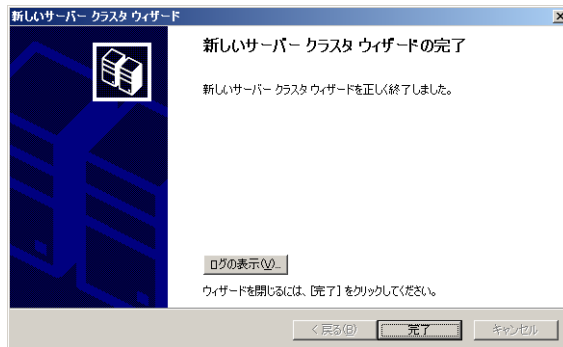 新しいサーバー クラスタ ウィザード
新しいサーバー クラスタ ウィザードの完了
新しいサーバー クラスタ ウィザードを正しく終了しました。
ログの表示(V)...
ウィザードを閉じるには、[完了] をクリックしてください。
< 戻る(B)
完了
キャンセル